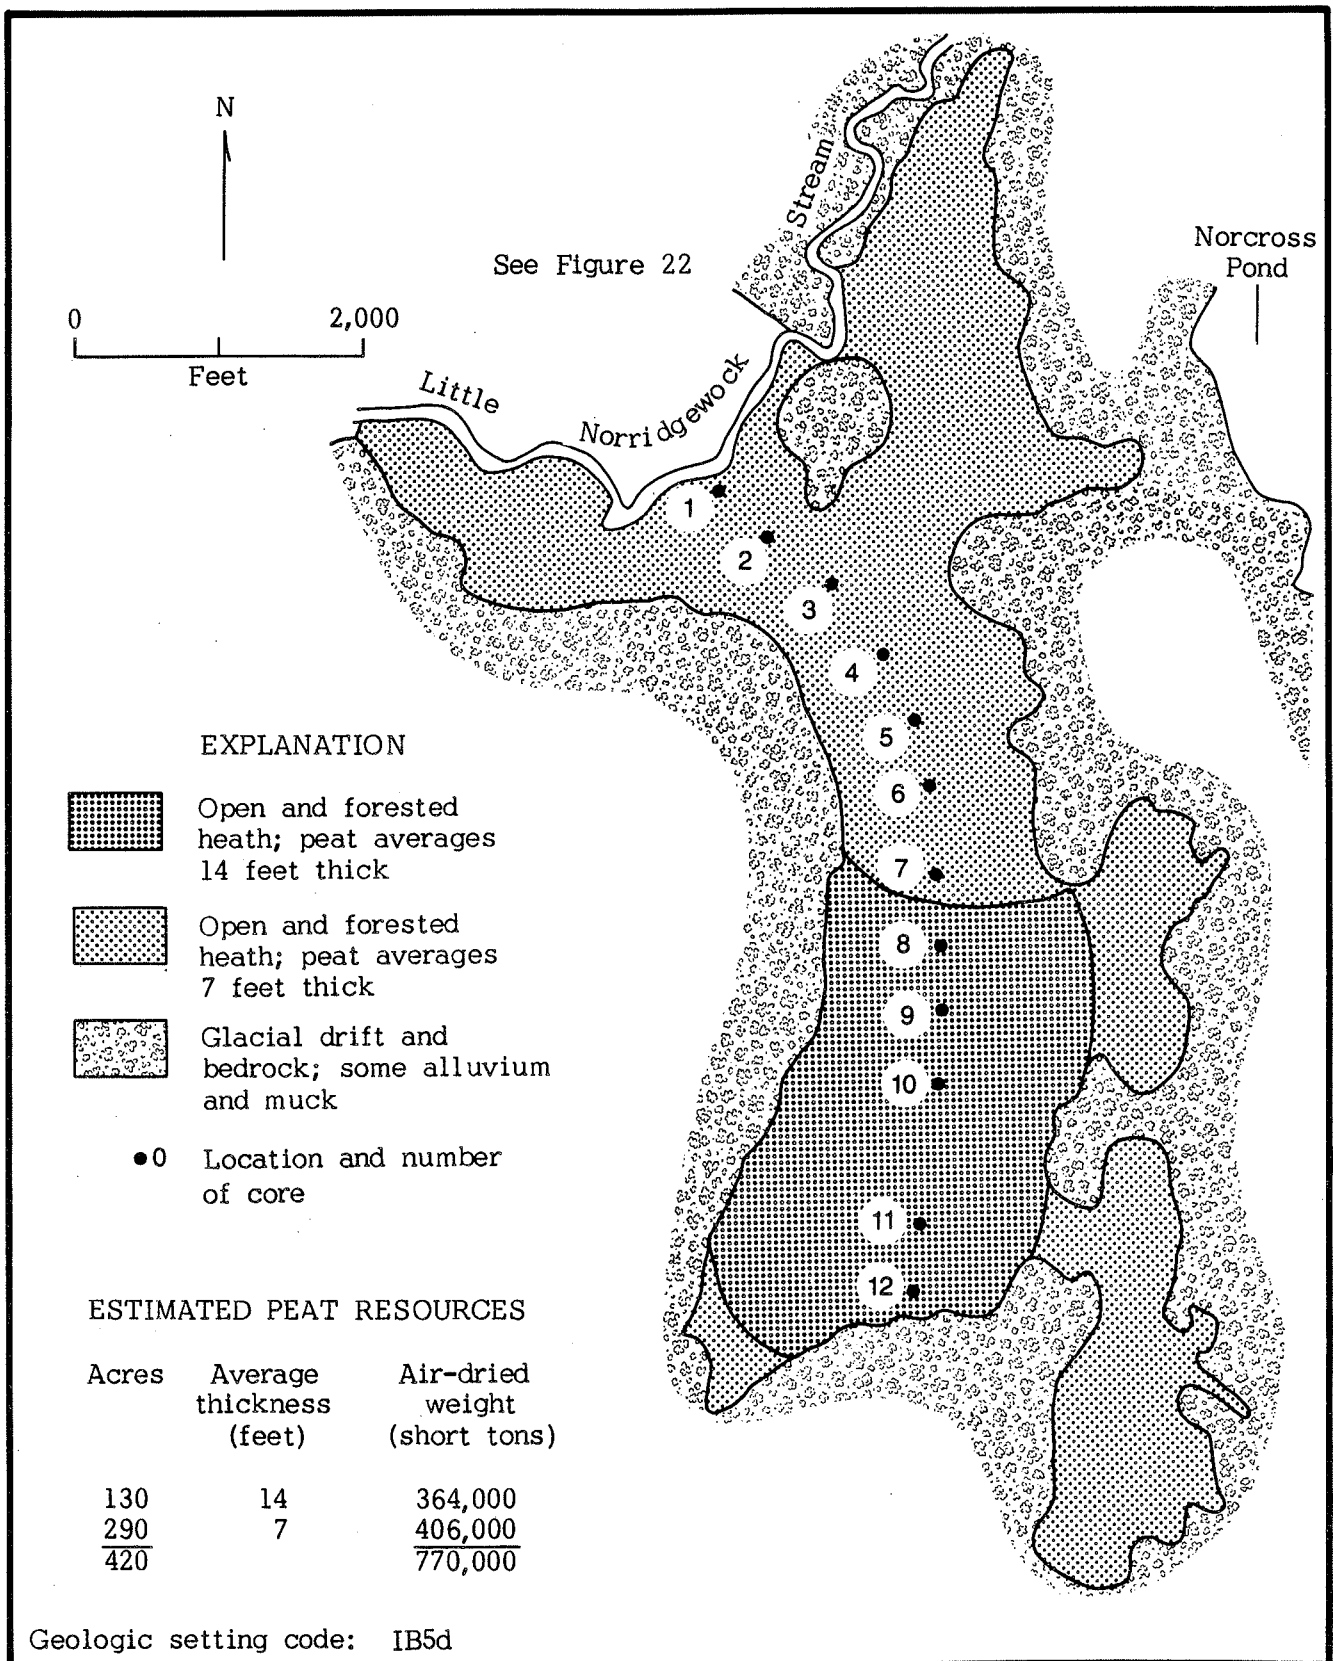 N
See Figure 22
Norcross
Pond
0 2,000
Feet
Little Norridgewock Stream
1
2
3
4
5
6
7
8
9
10
11
12
EXPLANATION
Open and forested
heath; peat averages
14 feet thick
Open and forested
heath; peat averages
7 feet thick
Glacial drift and
bedrock; some alluvium
and muck
0 Location and number
of core
ESTIMATED PEAT RESOURCES
Acres Average Air-dried
thickness weight
(feet) (short tons)
130 14 364,000
290 7 406,000
420 770,000
Geologic setting code: IB5d